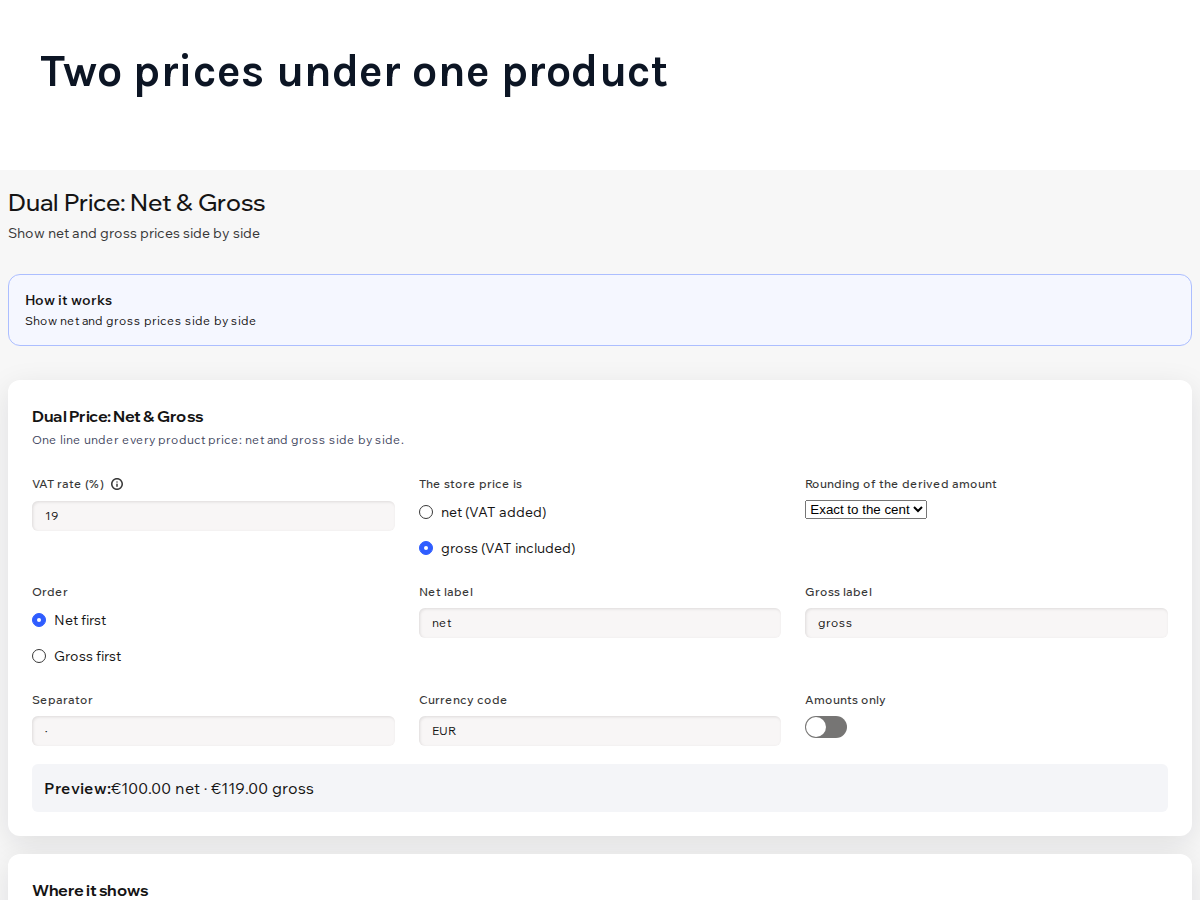 Two prices under one product
Dual Price: Net & Gross
Show net and gross prices side by side
How it works
Show net and gross prices side by side
Dual Price: Net & Gross
One line under every product price: net and gross side by side.
VAT rate (%)
19
The store price is
net (VAT added)
gross (VAT included)
Rounding of the derived amount
Exact to the cent
Order
Net first
Gross first
Net label
net
Gross label
gross
Separator
·
Currency code
EUR
Amounts only
Preview:€100.00 net · €119.00 gross
Where it shows